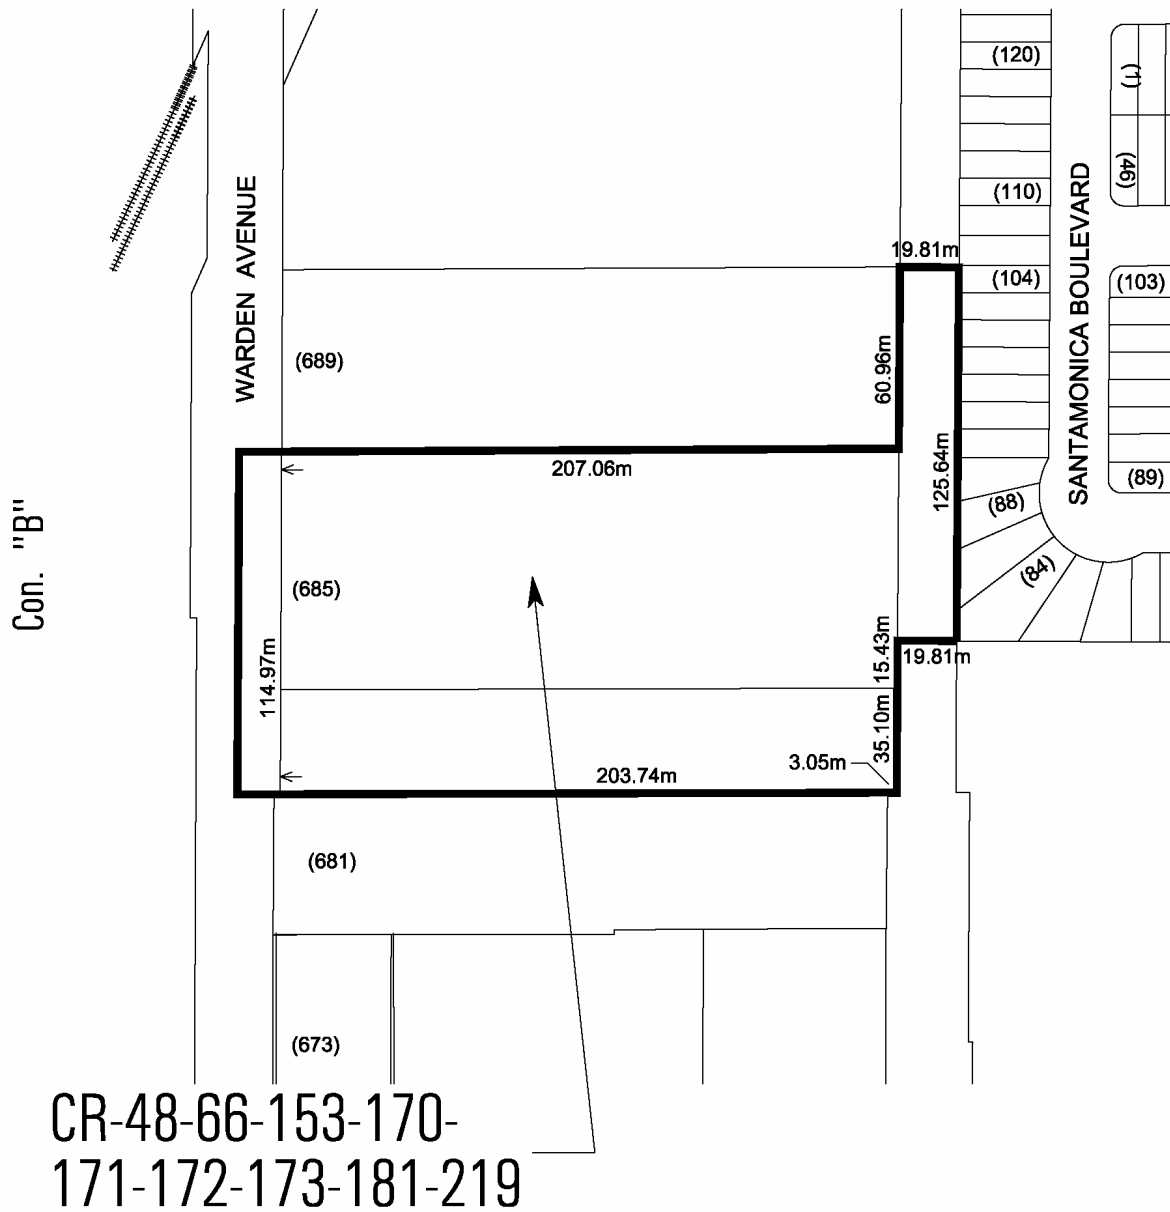 (120)
(1)
(46)
(110)
WARDEN AVENUE
SANTAMONICA BOULEVARD
19.81m
(104)
(103)
(689)
60.96m
207.06m
125.64m
(89)
(88)
Con. "B"
(685)
(84)
114.97m
15.43m
19.81m
35.10m
3.05m
203.74m
(681)
(673)
CR-48-66-153-170-
171-172-173-181-219